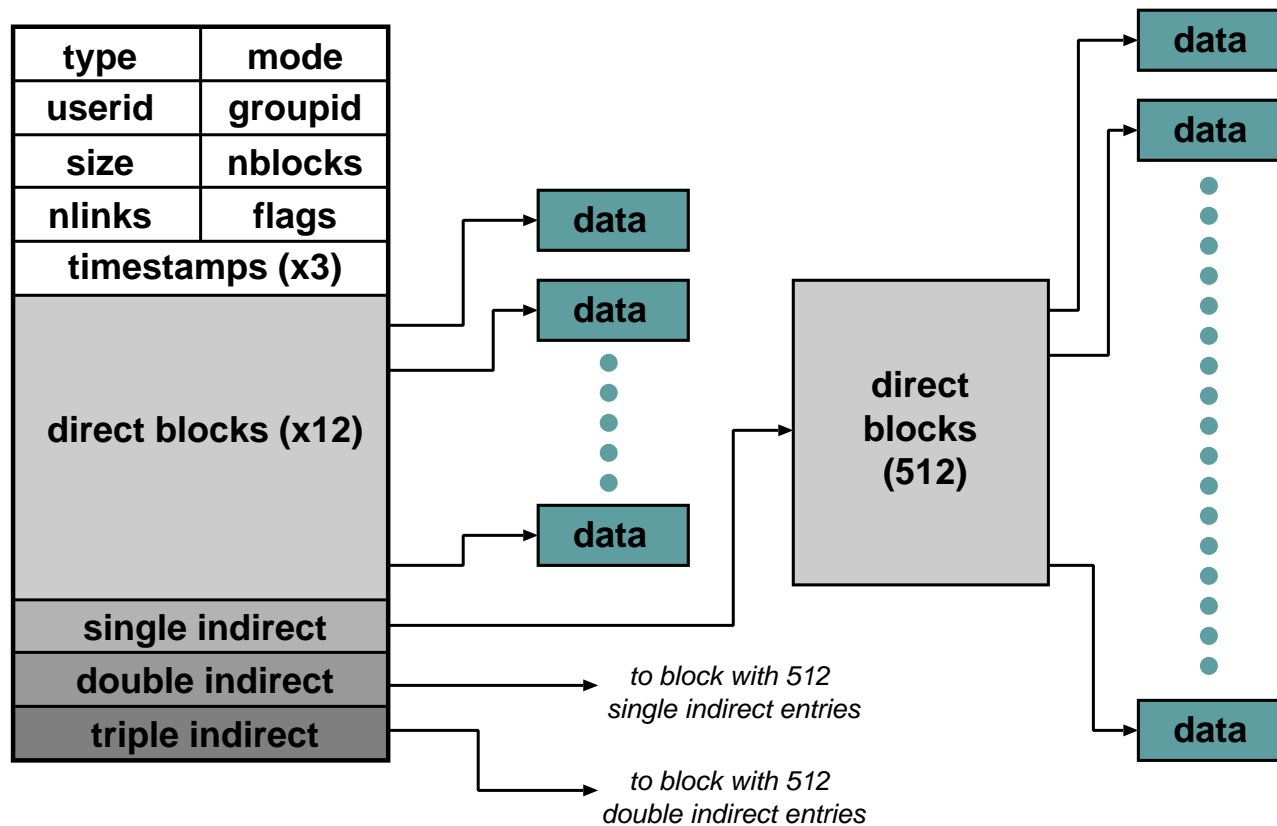 type mode
userid groupid
size nblocks
nlinks flags
timestamps (x3)
direct blocks (x12)
single indirect
double indirect
triple indirect
data
data
data
to block with 512
single indirect entries
to block with 512
double indirect entries
direct
blocks
(512)
data
data
data